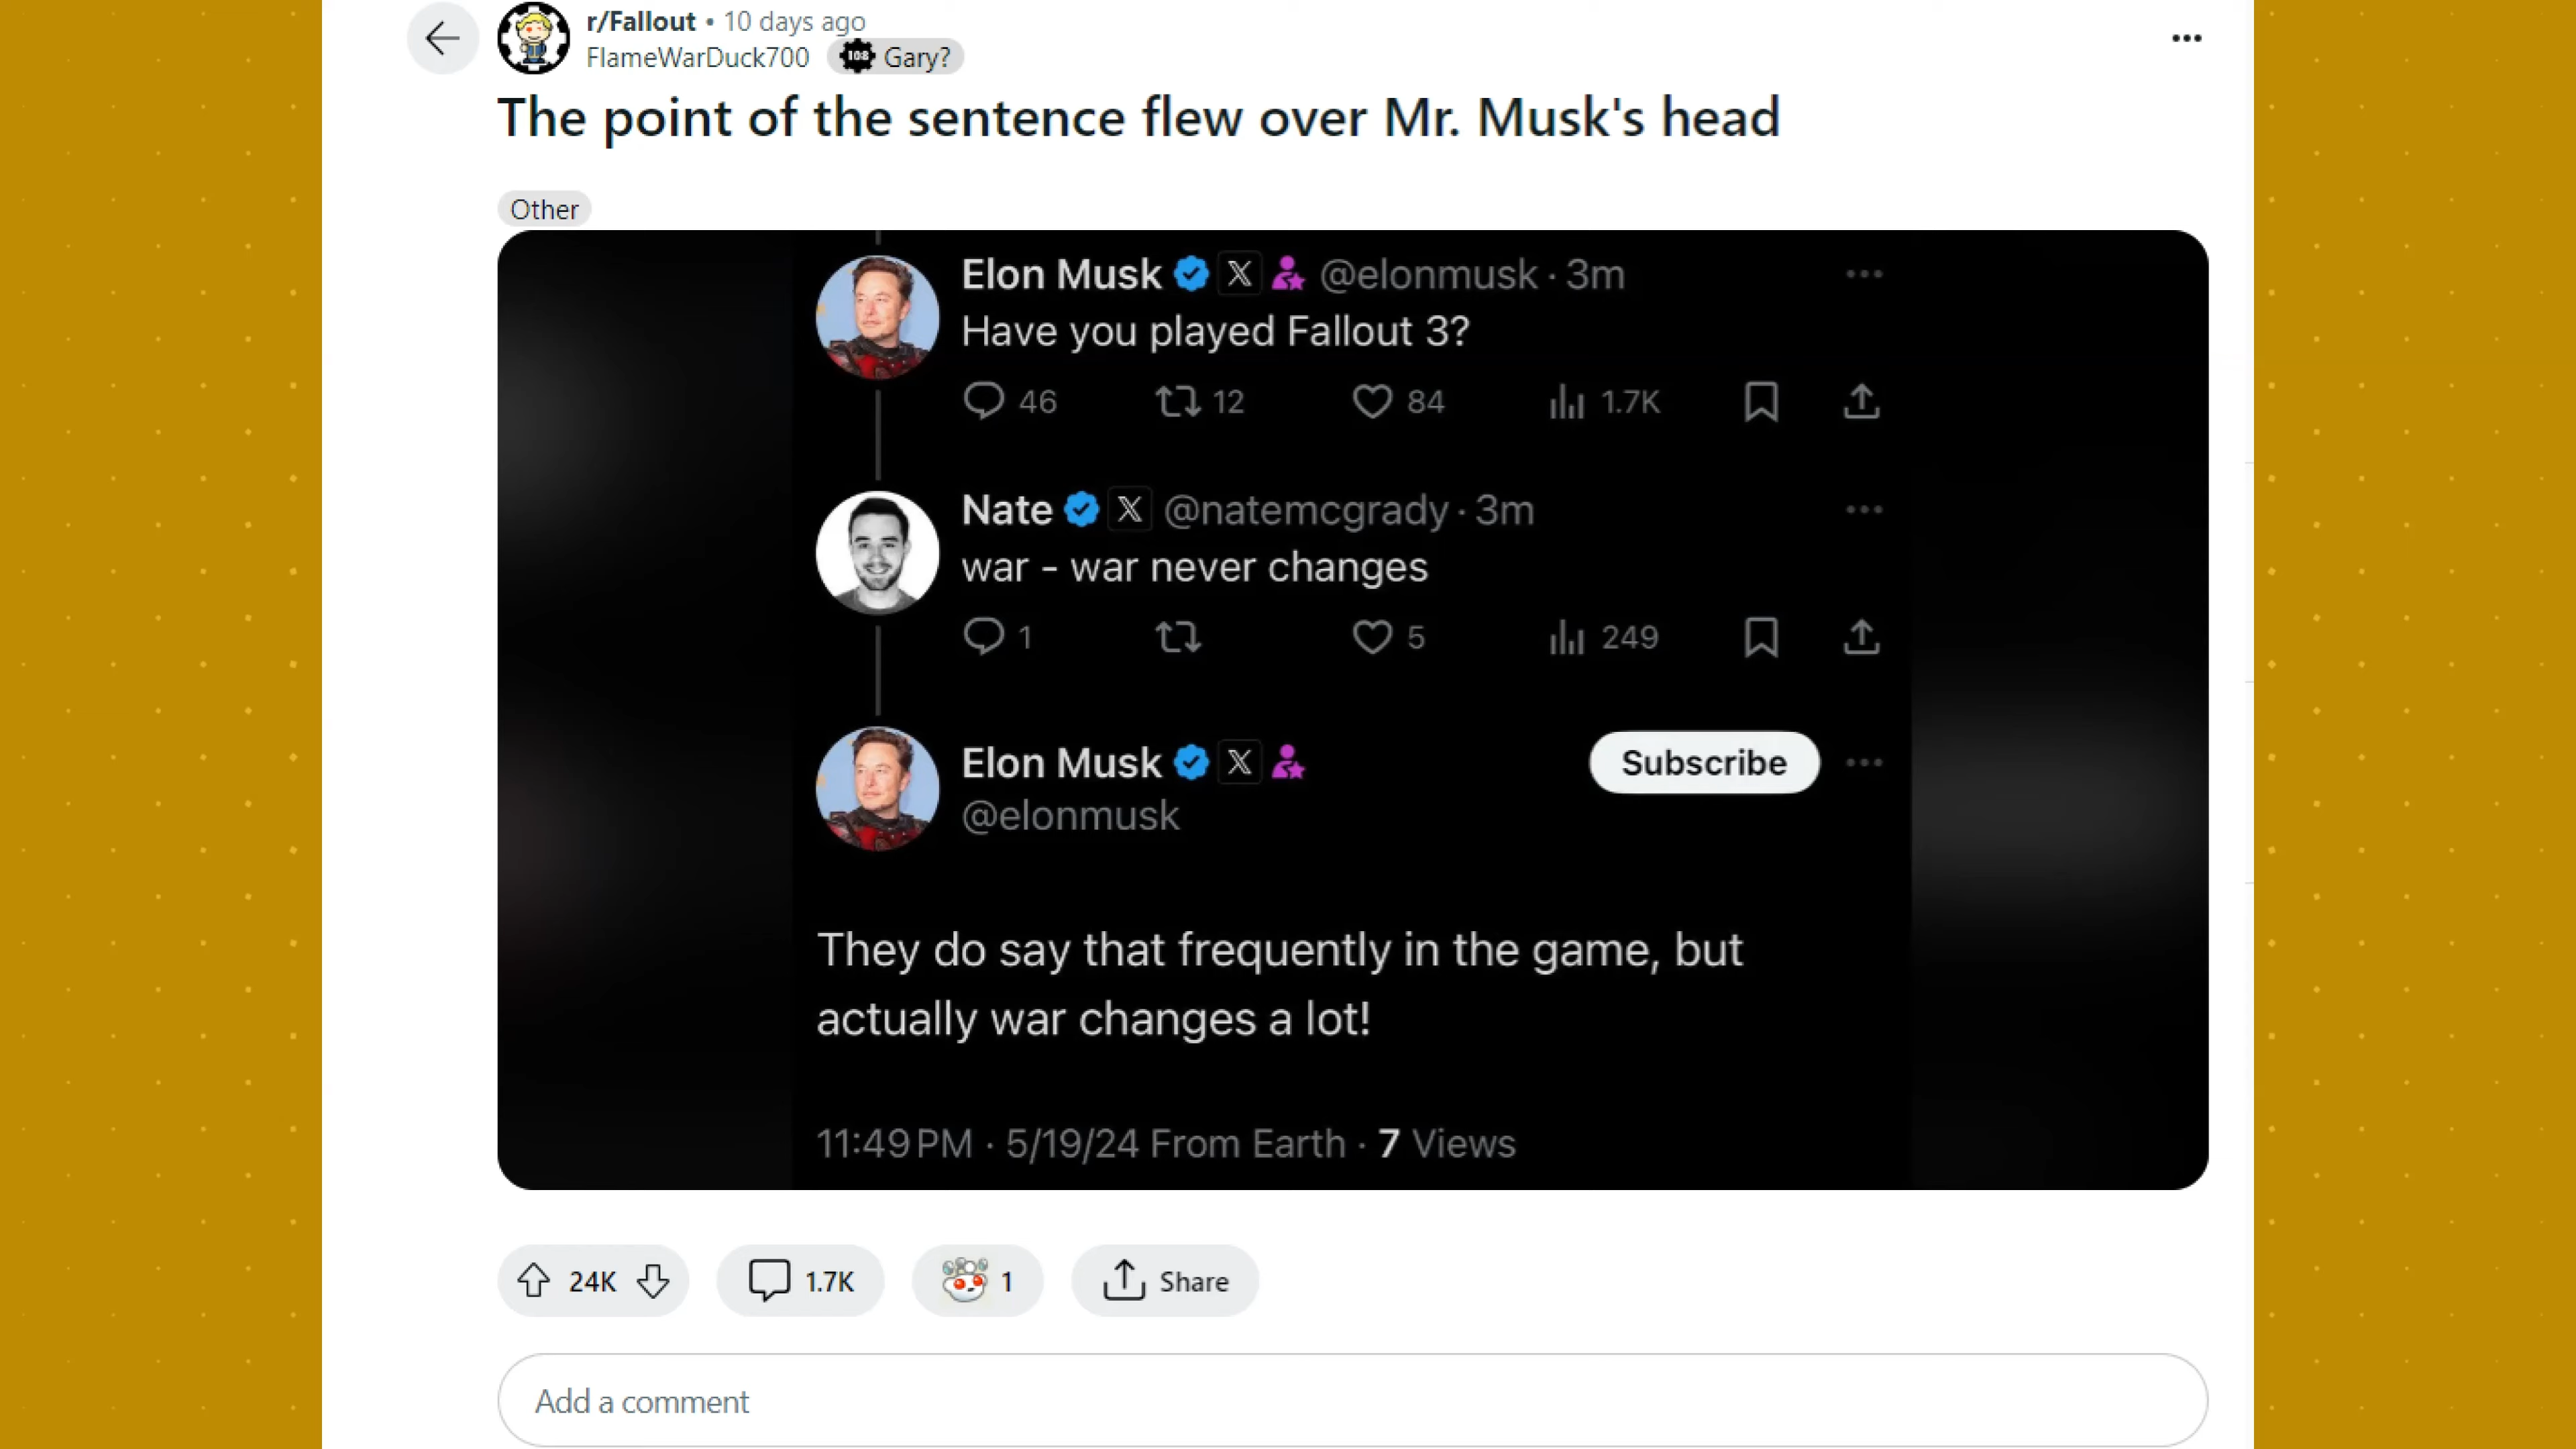 r/Fallout • 10 days ago
FlameWarDuck700 108 Gary?
The point of the sentence flew over Mr. Musk's head
Other
Elon Musk X @elonmusk · 3m
Have you played Fallout 3?
46 12 84 1.7K
Nate X @natemcgrady · 3m
war - war never changes
1 5 249
Elon Musk X Subscribe
@elonmusk
They do say that frequently in the game, but
actually war changes a lot!
11:49 PM · 5/19/24 From Earth · 7 Views
24K 1.7K 1 Share
Add a comment